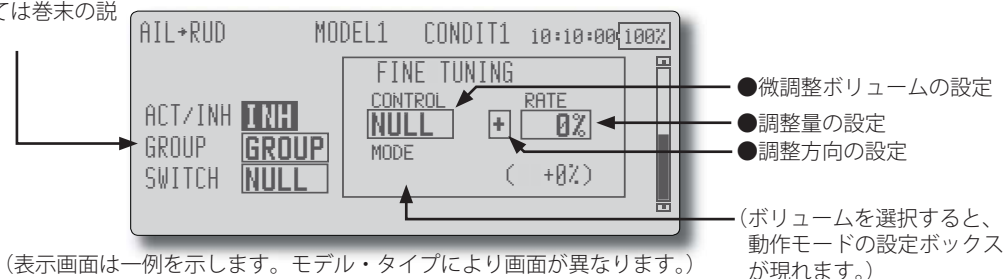 ては巻末の説
AIL→RUD MODEL1 CONDIT1 10:10:00 100%
FINE TUNING
CONTROL RATE
ACT/INH INH NULL + 0%
GROUP GROUP MODE
SWITCH NULL ( +0%)
●微調整ボリュームの設定
●調整量の設定
●調整方向の設定
(ボリュームを選択すると、
動作モードの設定ボックス
が現れます。)
(表示画面は一例を示します。モデル・タイプにより画面が異なります。)